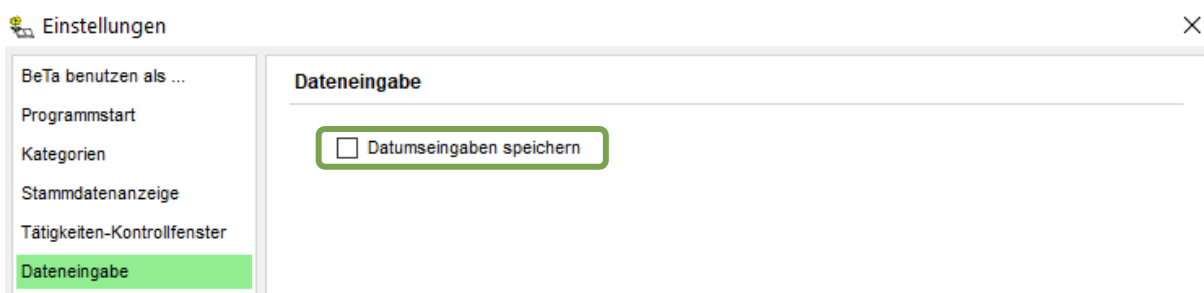 Einstellungen
BeTa benutzen als ...
Programmstart
Kategorien
Stammdatenanzeige
Tätigkeiten-Kontrollfenster
Dateneingabe
Dateneingabe
Datumseingaben speichern